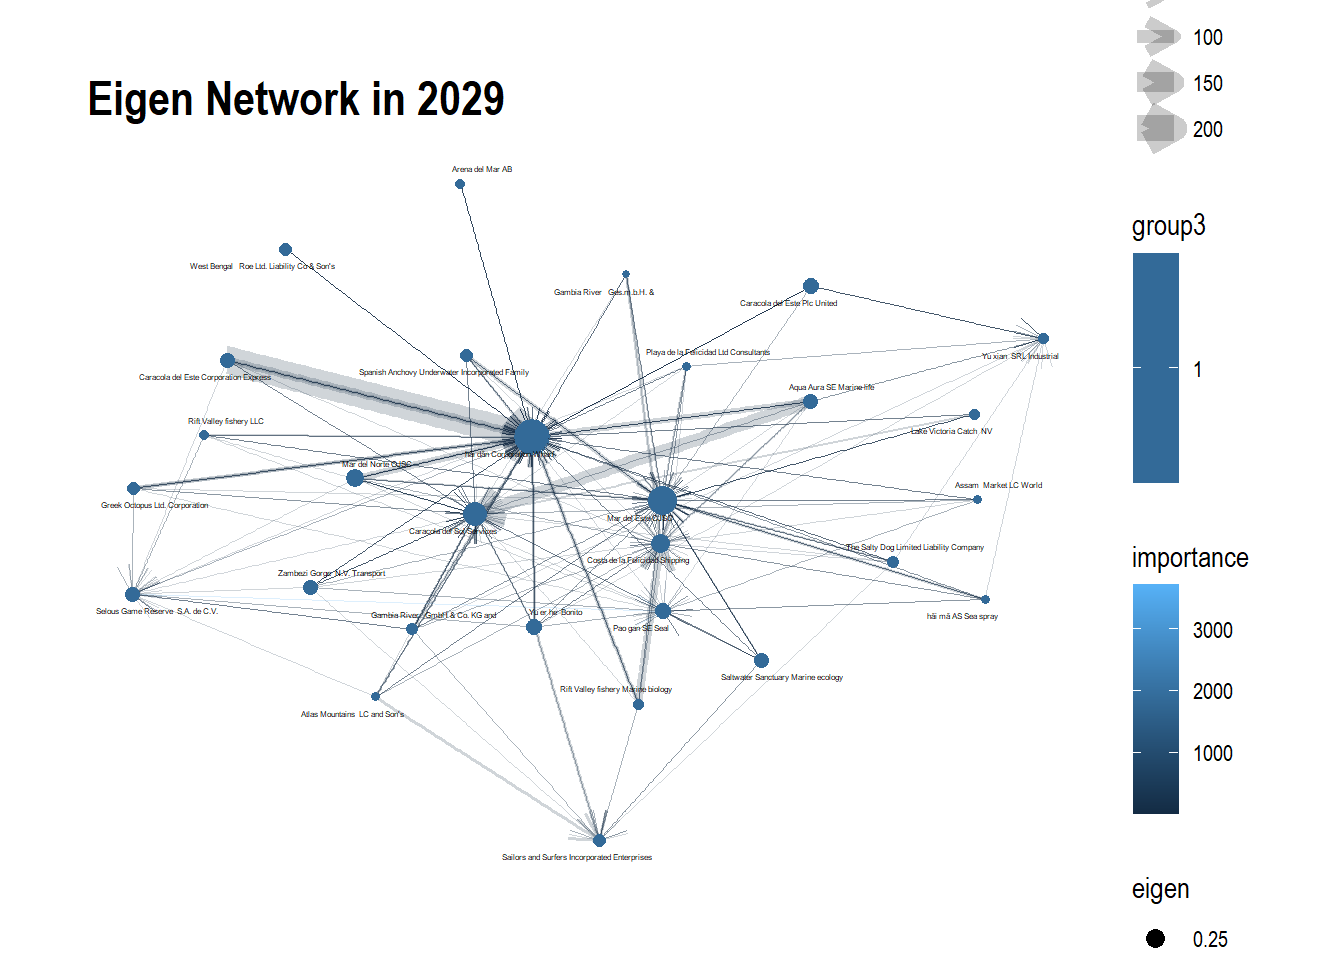 100
150
Eigen Network in 2029
200
Arena del Mar AB
group3
West Bengal Roe Ltd. Liability Co & Son's
Gambia River Ges.m.b.H. &
Caracola del Este Plc United
Playa de la Felicidad Ltd Consultants
Yu xian SRL Industrial
Spanish Anchovy Underwater Incorporated Family
1
Caracola del Este Corporation Express
Aqua Aura SE Marine life
Rift Valley fishery LLC
Lake Victoria Catch NV
hai dan Corporation Wharf
Mar del Norte OJSC
Assam Market LC World
Greek Octopus Ltd. Corporation
Mar del Este CJSC
Caracola del Sol Services
The Salty Dog Limited Liability Company
importance
Costa de la Felicidad Shipping
Zambezi Gorge N.V. Transport
Selous Game Reserve S.A. de C.V.
Gambia River GmbH & Co. KG and
Yu er he Bonito
hǎi mǎ AS Sea spray
Pao gan SE Seal
3000
Saltwater Sanctuary Marine ecology
Rift Valley fishery Marine biology
2000
Atlas Mountains LC and Son's
1000
Sailors and Surfers Incorporated Enterprises
eigen
0.25